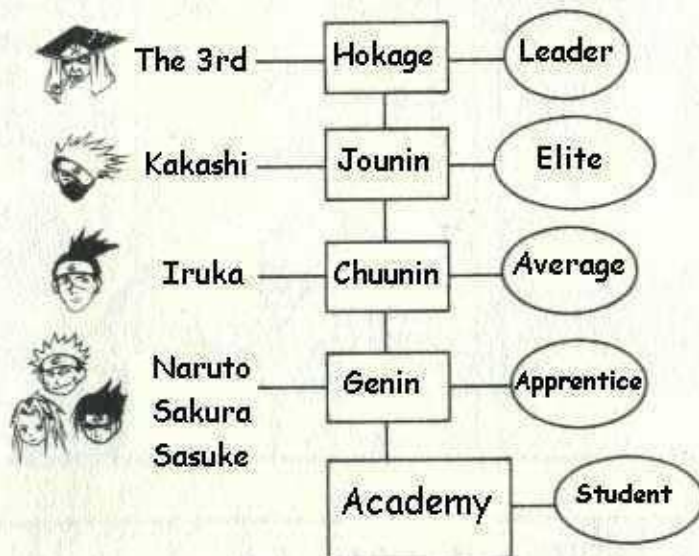 The 3rd Hokage Leader
Kakashi Jounin Elite
Iruka Chuunin Average
Naruto
Sakura
Sasuke
Genin Apprentice
Academy Student